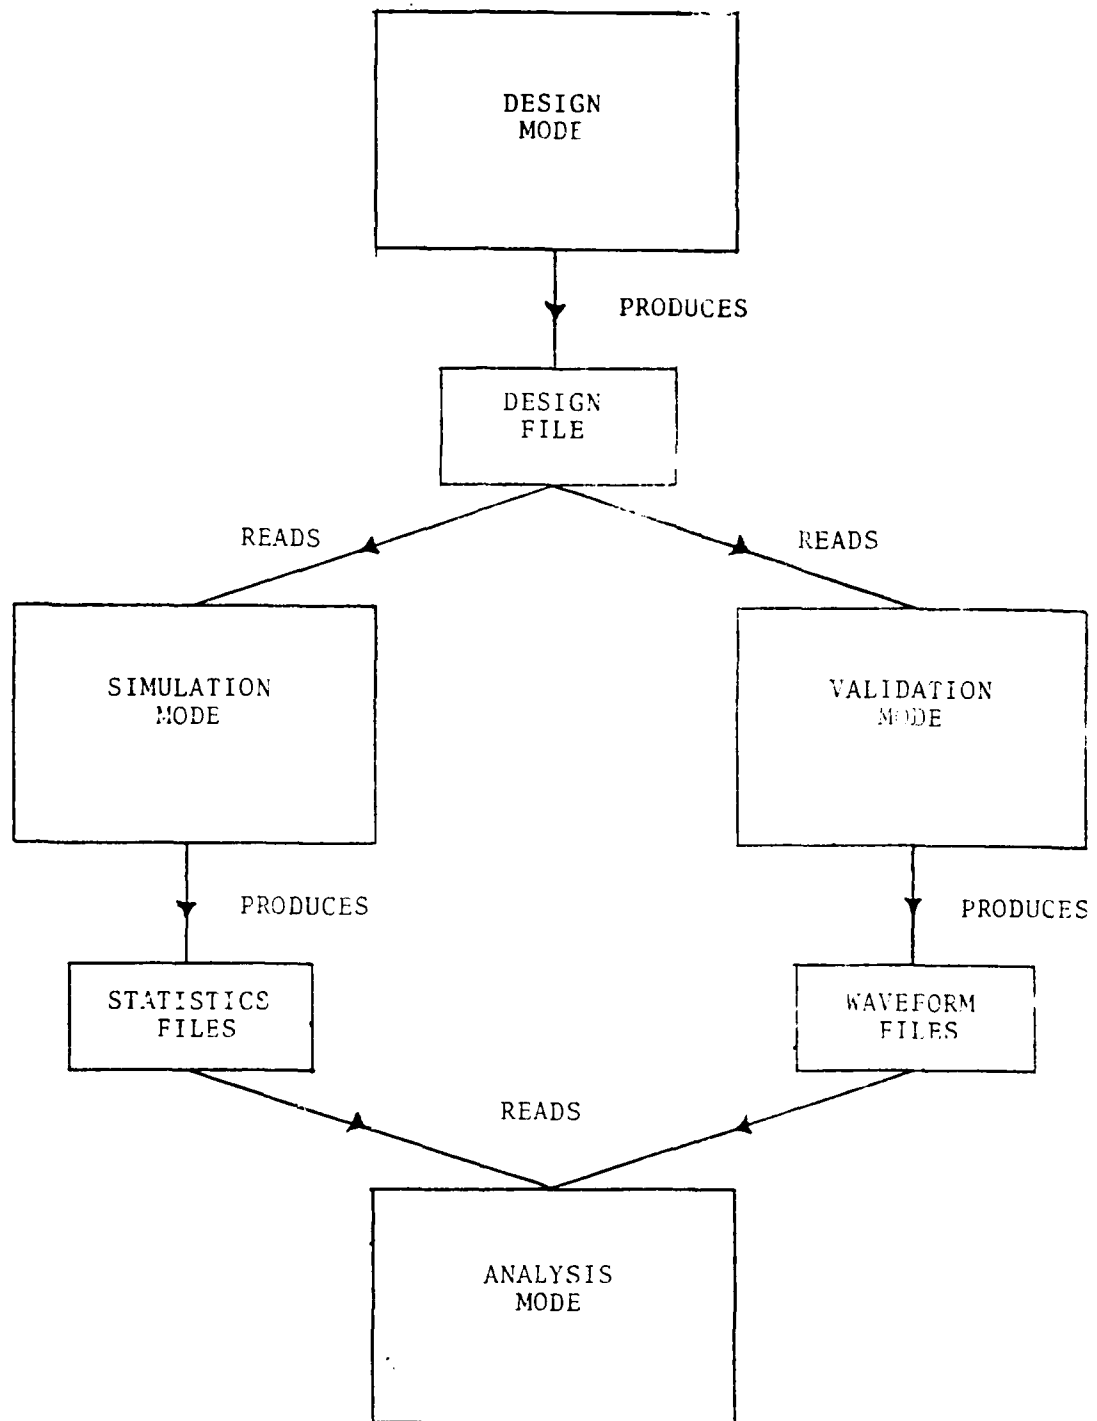 DESIGN
MODE
PRODUCES
DESIGN
FILE
READS
READS
SIMULATION
MODE
VALIDATION
MODE
PRODUCES
PRODUCES
STATISTICS
FILES
WAVEFORM
FILES
READS
ANALYSIS
MODE